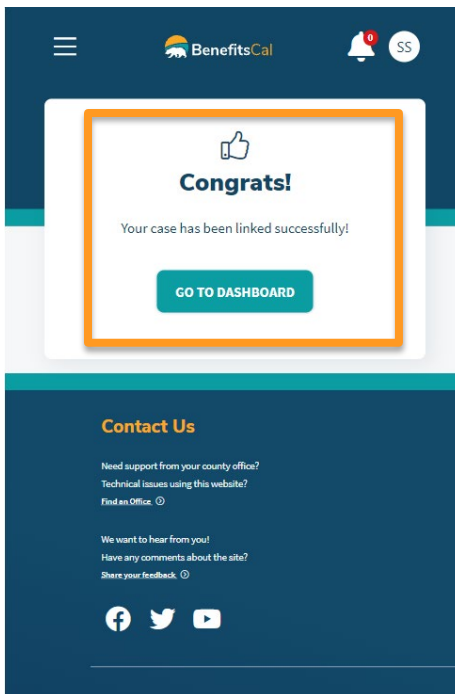 BenefitsCal
0
SS
Congrats!
Your case has been linked successfully!
GO TO DASHBOARD
Contact Us
Need support from your county office?
Technical issues using this website?
Find an Office
We want to hear from you!
Have any comments about the site?
Share your feedback